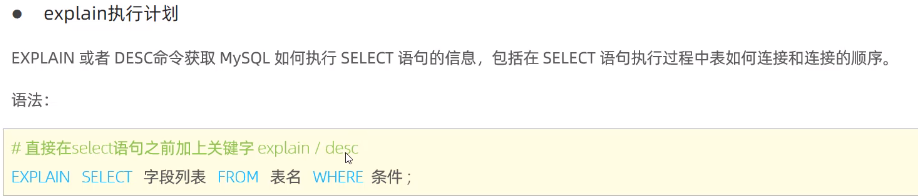 ● explain执行计划
EXPLAIN 或者 DESC命令获取 MySQL 如何执行 SELECT 语句的信息，包括在 SELECT 语句执行过程中表如何连接和连接的顺序。
语法：
# 直接在select语句之前加上关键字 explain / desc
EXPLAIN SELECT 字段列表 FROM 表名 WHERE 条件 ;